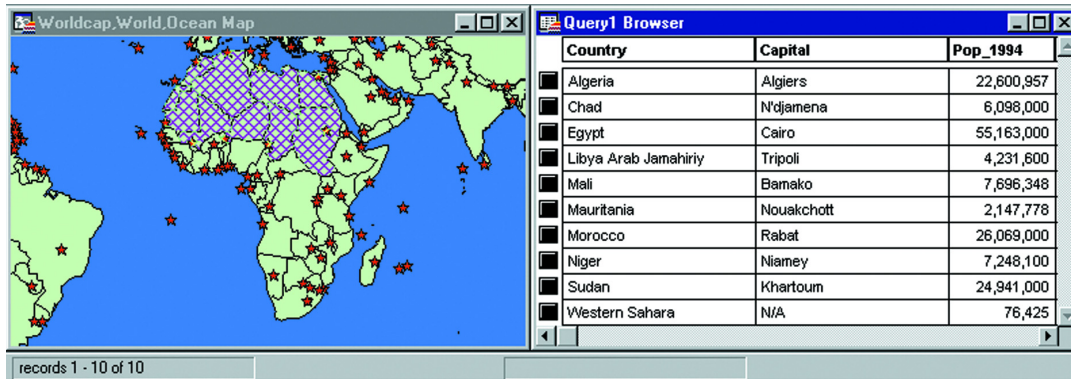 Worldcap,World,Ocean Map
Query1 Browser
Country Capital Pop_1994
Algeria Algiers 22,600,957
Chad N'djamena 6,098,000
Egypt Cairo 55,163,000
Libya Arab Jamahiriy Tripoli 4,231,600
Mali Bamako 7,696,348
Mauritania Nouakchott 2,147,778
Morocco Rabat 26,069,000
Niger Niamey 7,248,100
Sudan Khartoum 24,941,000
Western Sahara N/A 76,425
records 1 - 10 of 10